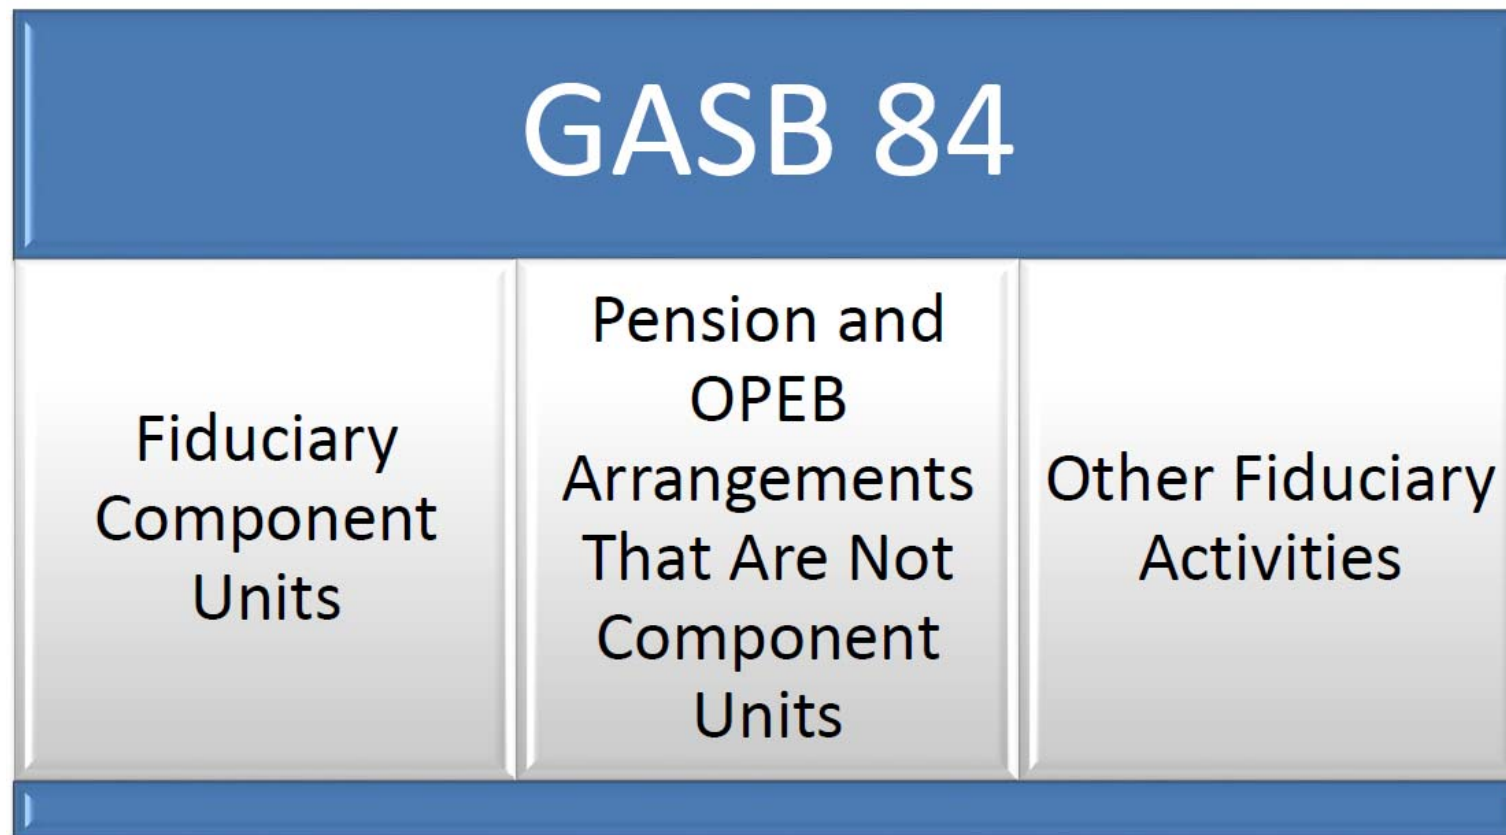 GASB 84
Fiduciary
Component
Units
Pension and
OPEB
Arrangements
That Are Not
Component
Units
Other Fiduciary
Activities